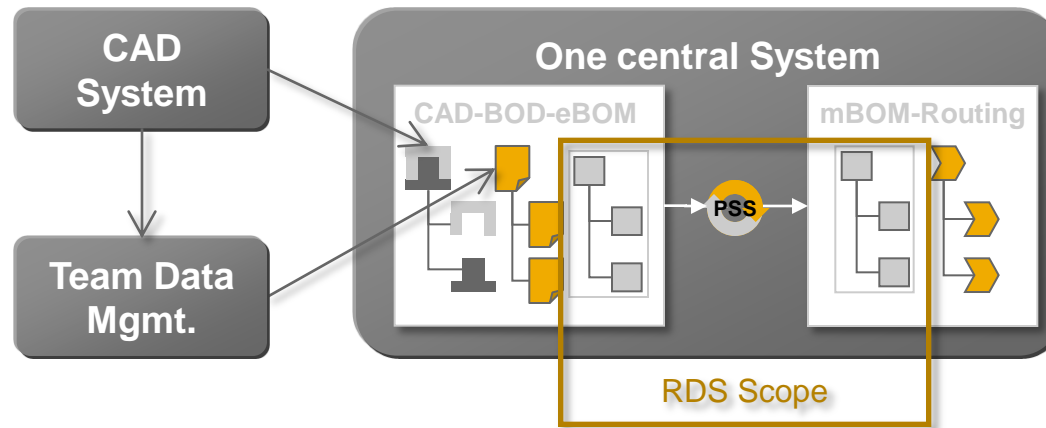 CAD
System
One central System
CAD-BOD-eBOM
mBOM-Routing
PSS
Team Data
Mgmt.
RDS Scope